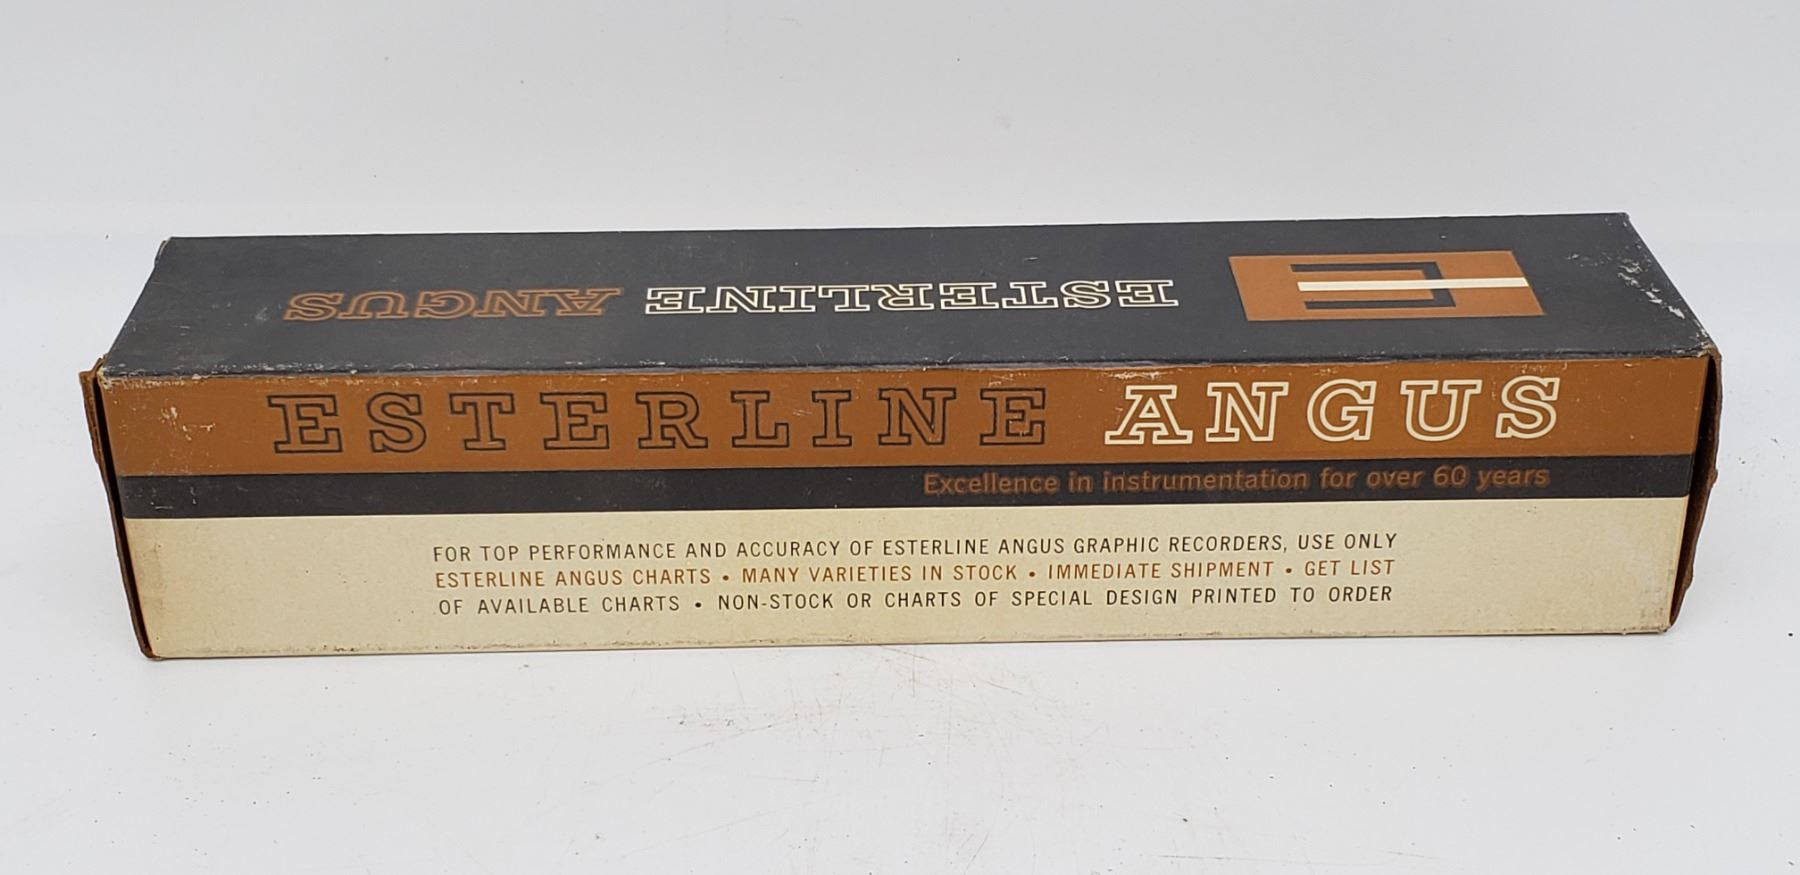 ESTERLINE ANGUS
E
ESTERLINE ANGUS
Excellence in instrumentation for over 60 years
FOR TOP PERFORMANCE AND ACCURACY OF ESTERLINE ANGUS GRAPHIC RECORDERS, USE ONLY
ESTERLINE ANGUS CHARTS • MANY VARIETIES IN STOCK • IMMEDIATE SHIPMENT • GET LIST
OF AVAILABLE CHARTS • NON-STOCK OR CHARTS OF SPECIAL DESIGN PRINTED TO ORDER